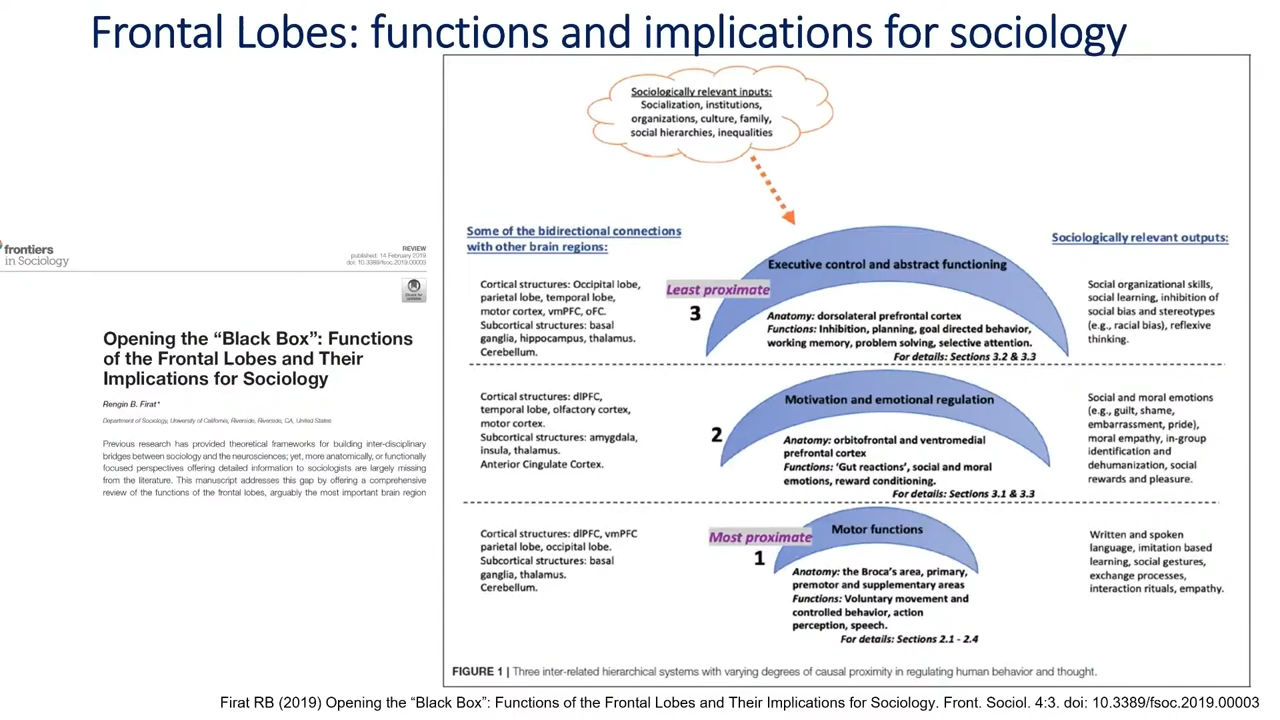 Frontal Lobes: functions and implications for sociology
frontiers
in Sociology
REVIEW
published: 14 February 2019
doi: 10.3389/fsoc.2019.00003
Opening the “Black Box”: Functions
of the Frontal Lobes and Their
Implications for Sociology
Rengin B. Firat*
Department of Sociology, University of California, Riverside, Riverside, CA, United States
Previous research has provided theoretical frameworks for building inter-disciplinary
bridges between sociology and the neurosciences; yet, more anatomically, or functionally
focused perspectives offering detailed information to sociologists are largely missing
from the literature. This manuscript addresses this gap by offering a comprehensive
review of the functions of the frontal lobes, arguably the most important brain region
Sociologically relevant inputs:
Socialization, institutions,
organizations, culture, family,
social hierarchies, inequalities
Some of the bidirectional connections
with other brain regions:
Sociologically relevant outputs:
Cortical structures: Occipital lobe,
parietal lobe, temporal lobe,
motor cortex, vmPFC, oFC.
Subcortical structures: basal
ganglia, hippocampus, thalamus.
Cerebellum.
Least proximate
3
Executive control and abstract functioning
Anatomy: dorsolateral prefrontal cortex
Functions: Inhibition, planning, goal directed behavior,
working memory, problem solving, selective attention.
For details: Sections 3.2 & 3.3
Social organizational skills,
social learning, inhibition of
social bias and stereotypes
(e.g., racial bias), reflexive
thinking.
Cortical structures: dlPFC,
temporal lobe, olfactory cortex,
motor cortex.
Subcortical structures: amygdala,
insula, thalamus.
Anterior Cingulate Cortex.
2
Motivation and emotional regulation
Anatomy: orbitofrontal and ventromedial
prefrontal cortex
Functions: ‘Gut reactions’, social and moral
emotions, reward conditioning.
For details: Sections 3.1 & 3.3
Social and moral emotions
(e.g., guilt, shame,
embarrassment, pride),
moral empathy, in-group
identification and
dehumanization, social
rewards and pleasure.
Cortical structures: dlPFC, vmPFC
parietal lobe, occipital lobe.
Subcortical structures: basal
ganglia, thalamus.
Cerebellum.
Most proximate
1
Motor functions
Anatomy: the Broca’s area, primary,
premotor and supplementary areas
Functions: Voluntary movement and
controlled behavior, action
perception, speech.
For details: Sections 2.1 - 2.4
Written and spoken
language, imitation based
learning, social gestures,
exchange processes,
interaction rituals, empathy.
FIGURE 1 | Three inter-related hierarchical systems with varying degrees of causal proximity in regulating human behavior and thought.
Firat RB (2019) Opening the “Black Box”: Functions of the Frontal Lobes and Their Implications for Sociology. Front. Sociol. 4:3. doi: 10.3389/fsoc.2019.00003